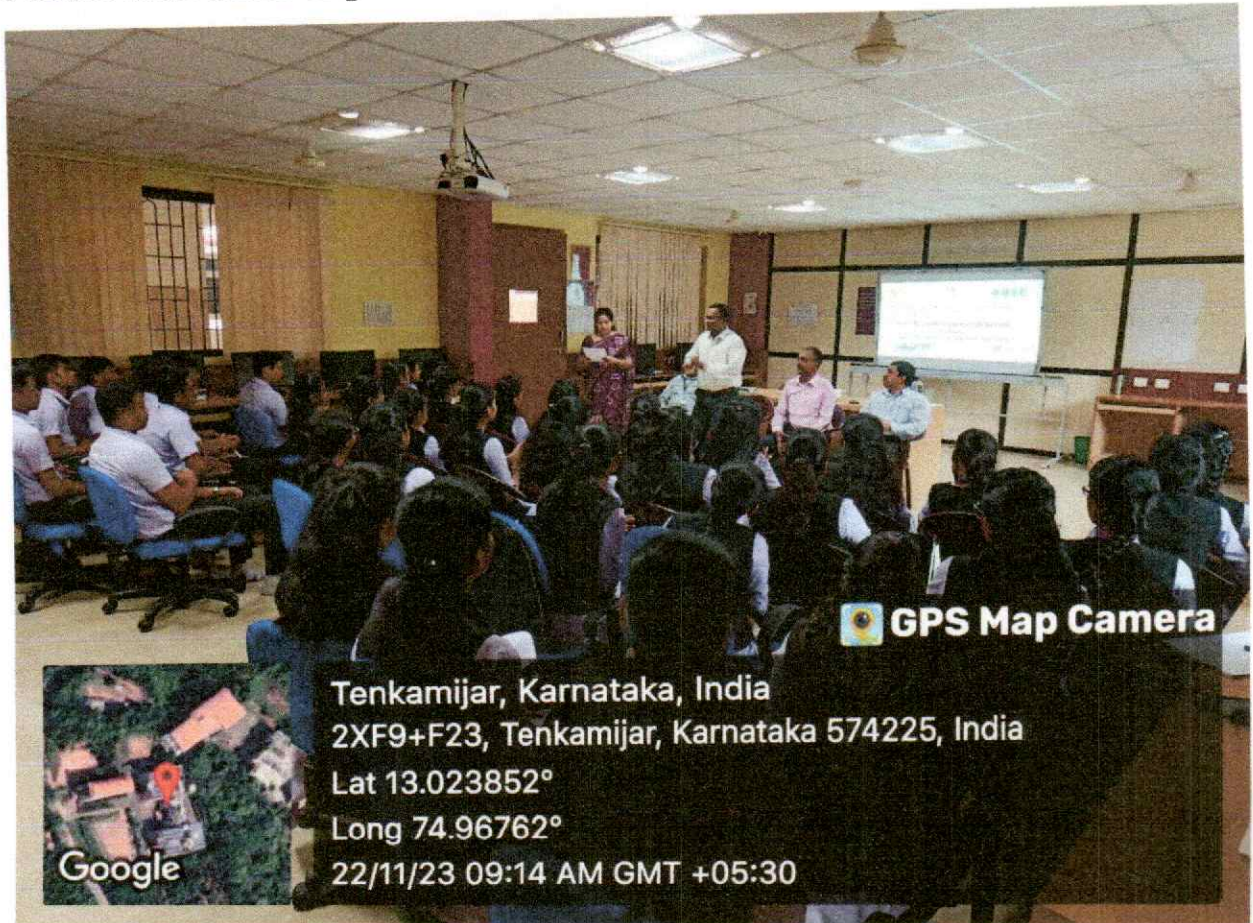 GPS Map Camera
Tenkamijar, Karnataka, India
2XF9+F23, Tenkamijar, Karnataka 574225, India
Lat 13.023852°
Long 74.96762°
22/11/23 09:14 AM GMT +05:30
Google